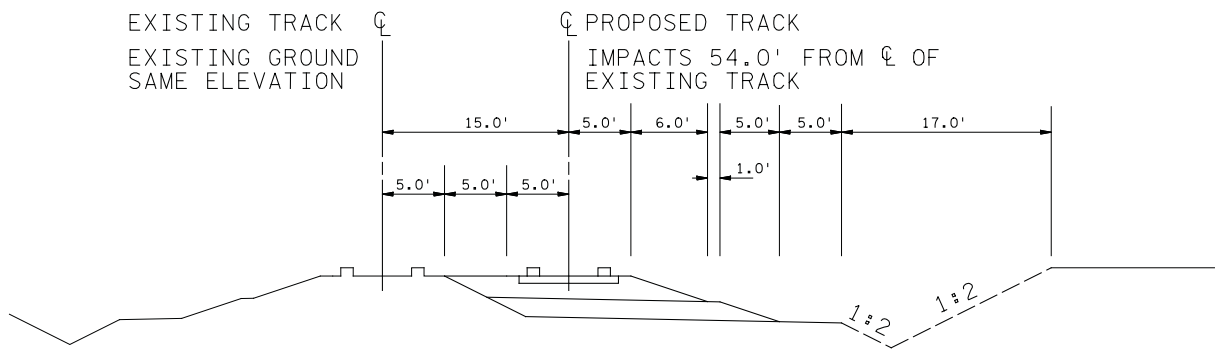 EXISTING TRACK ℄
℄ PROPOSED TRACK
EXISTING GROUND
SAME ELEVATION
IMPACTS 54.0' FROM ℄ OF
EXISTING TRACK
15.0' 5.0' 6.0' 5.0' 5.0' 17.0'
1.0'
5.0' 5.0' 5.0'
1:2 1:2